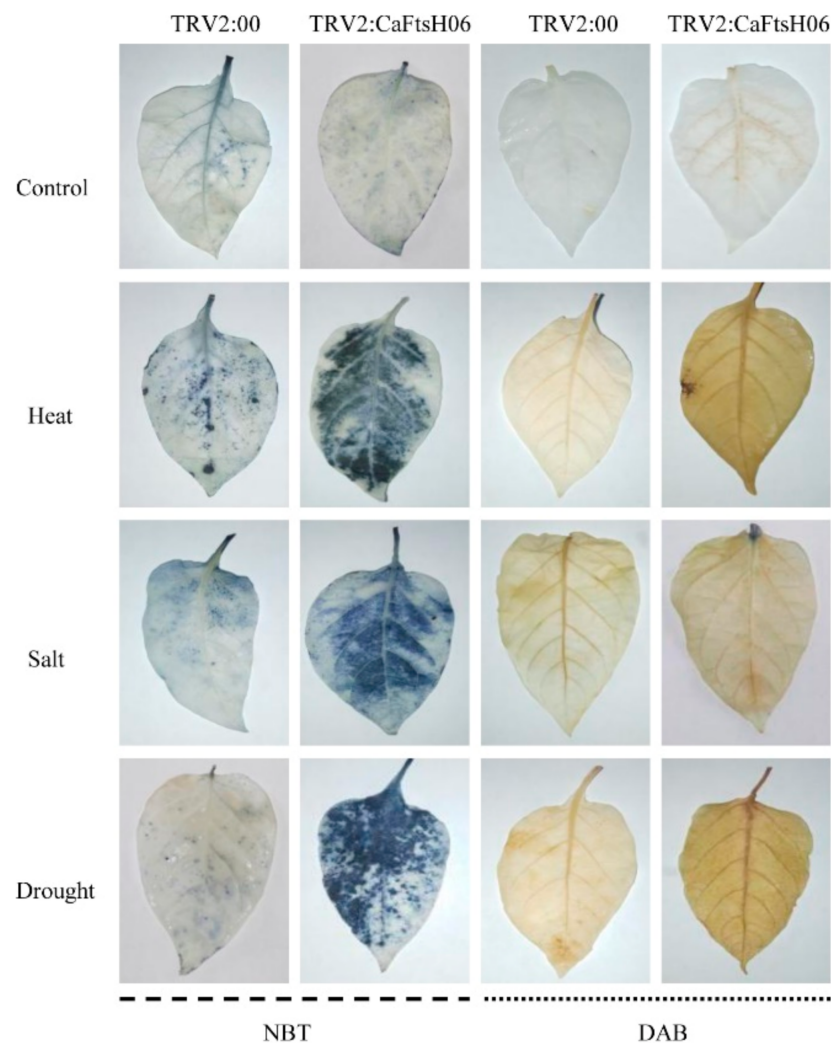 TRV2:00 TRV2:CaFtsH06 TRV2:00 TRV2:CaFtsH06
Control
Heat
Salt
Drought
NBT DAB